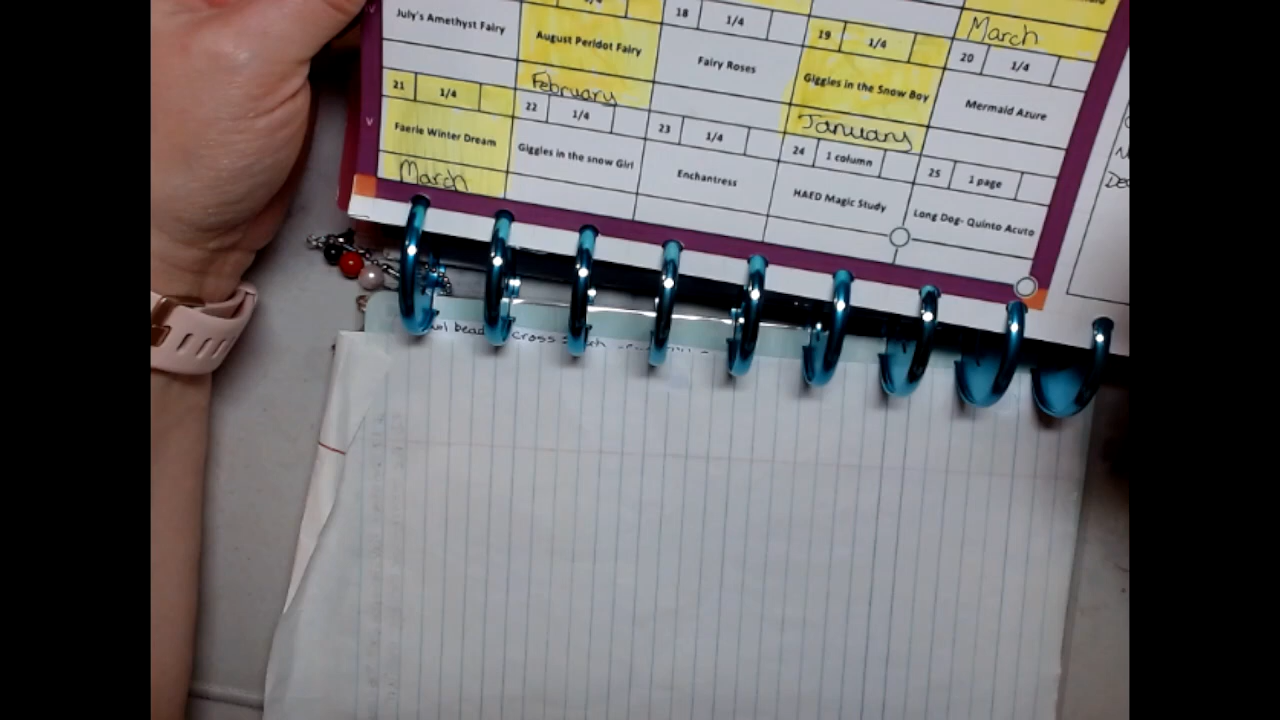 March
18 1/4
19 1/4
20 1/4
July's Amethyst Fairy
August Peridot Fairy
Fairy Roses
Giggles in the Snow Boy
Mermaid Azure
February
January
21 1/4
22 1/4
23 1/4
24 1 column
25 1 page
Faerie Winter Dream
Giggles in the snow Girl
Enchantress
HAED Magic Study
Long Dog- Quinto Acuto
March
bead cross